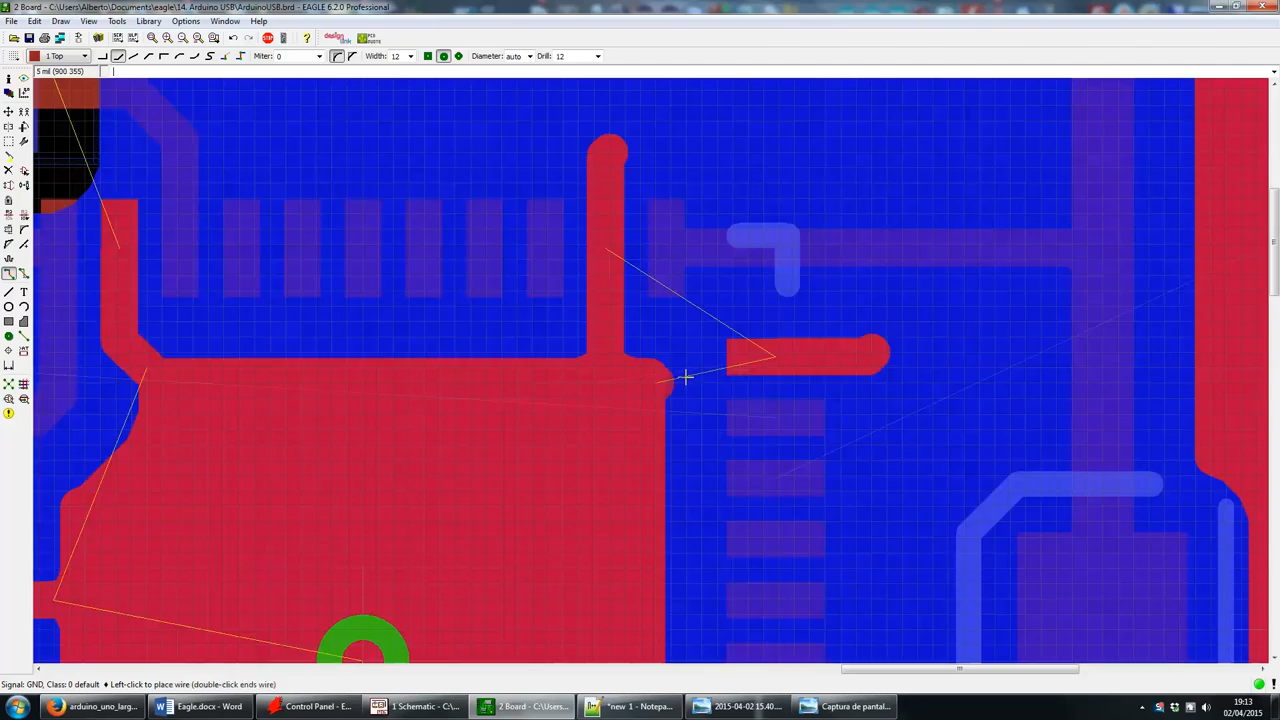 2 Board - C:\Users\Alberto\Documents\eagle\14. Arduino USB\ArduinoUSB.brd - EAGLE 6.2.0 Professional
File Edit Draw View Tools Library Options Window Help
design link PCB
1 Top Miter: 0 Width: 12 Diameter: auto Drill: 12
5 mil (900 355)
Signal: GND, Class: 0 default ♦ Left-click to place wire (double-click ends wire)
arduino_uno_larg... Eagle.docx - Word Control Panel - E... 1 Schematic - C:\... 2 Board - C:\Users... *new 1 - Notepa... 2015-04-02 15.40.... Captura de pantal...
19:13
02/04/2015